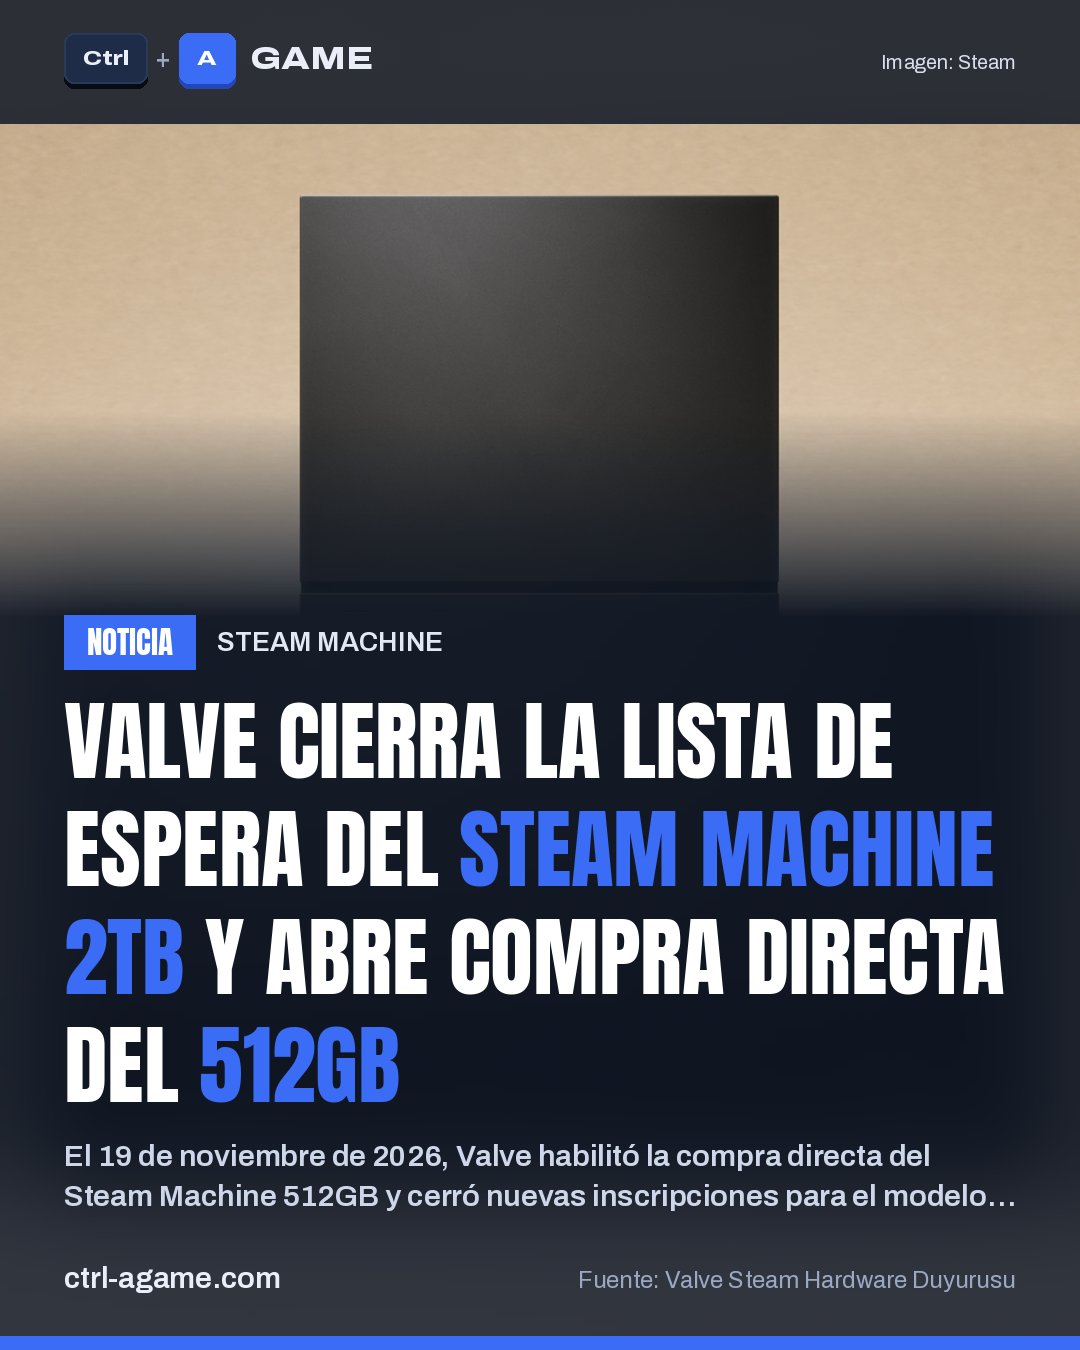 Ctrl + A GAME
Imagen: Steam
NOTICIA STEAM MACHINE
VALVE CIERRA LA LISTA DE
ESPERA DEL STEAM MACHINE
2TB Y ABRE COMPRA DIRECTA
DEL 512GB
El 19 de noviembre de 2026, Valve habilitó la compra directa del
Steam Machine 512GB y cerró nuevas inscripciones para el modelo...
ctrl-agame.com
Fuente: Valve Steam Hardware Duyurusu